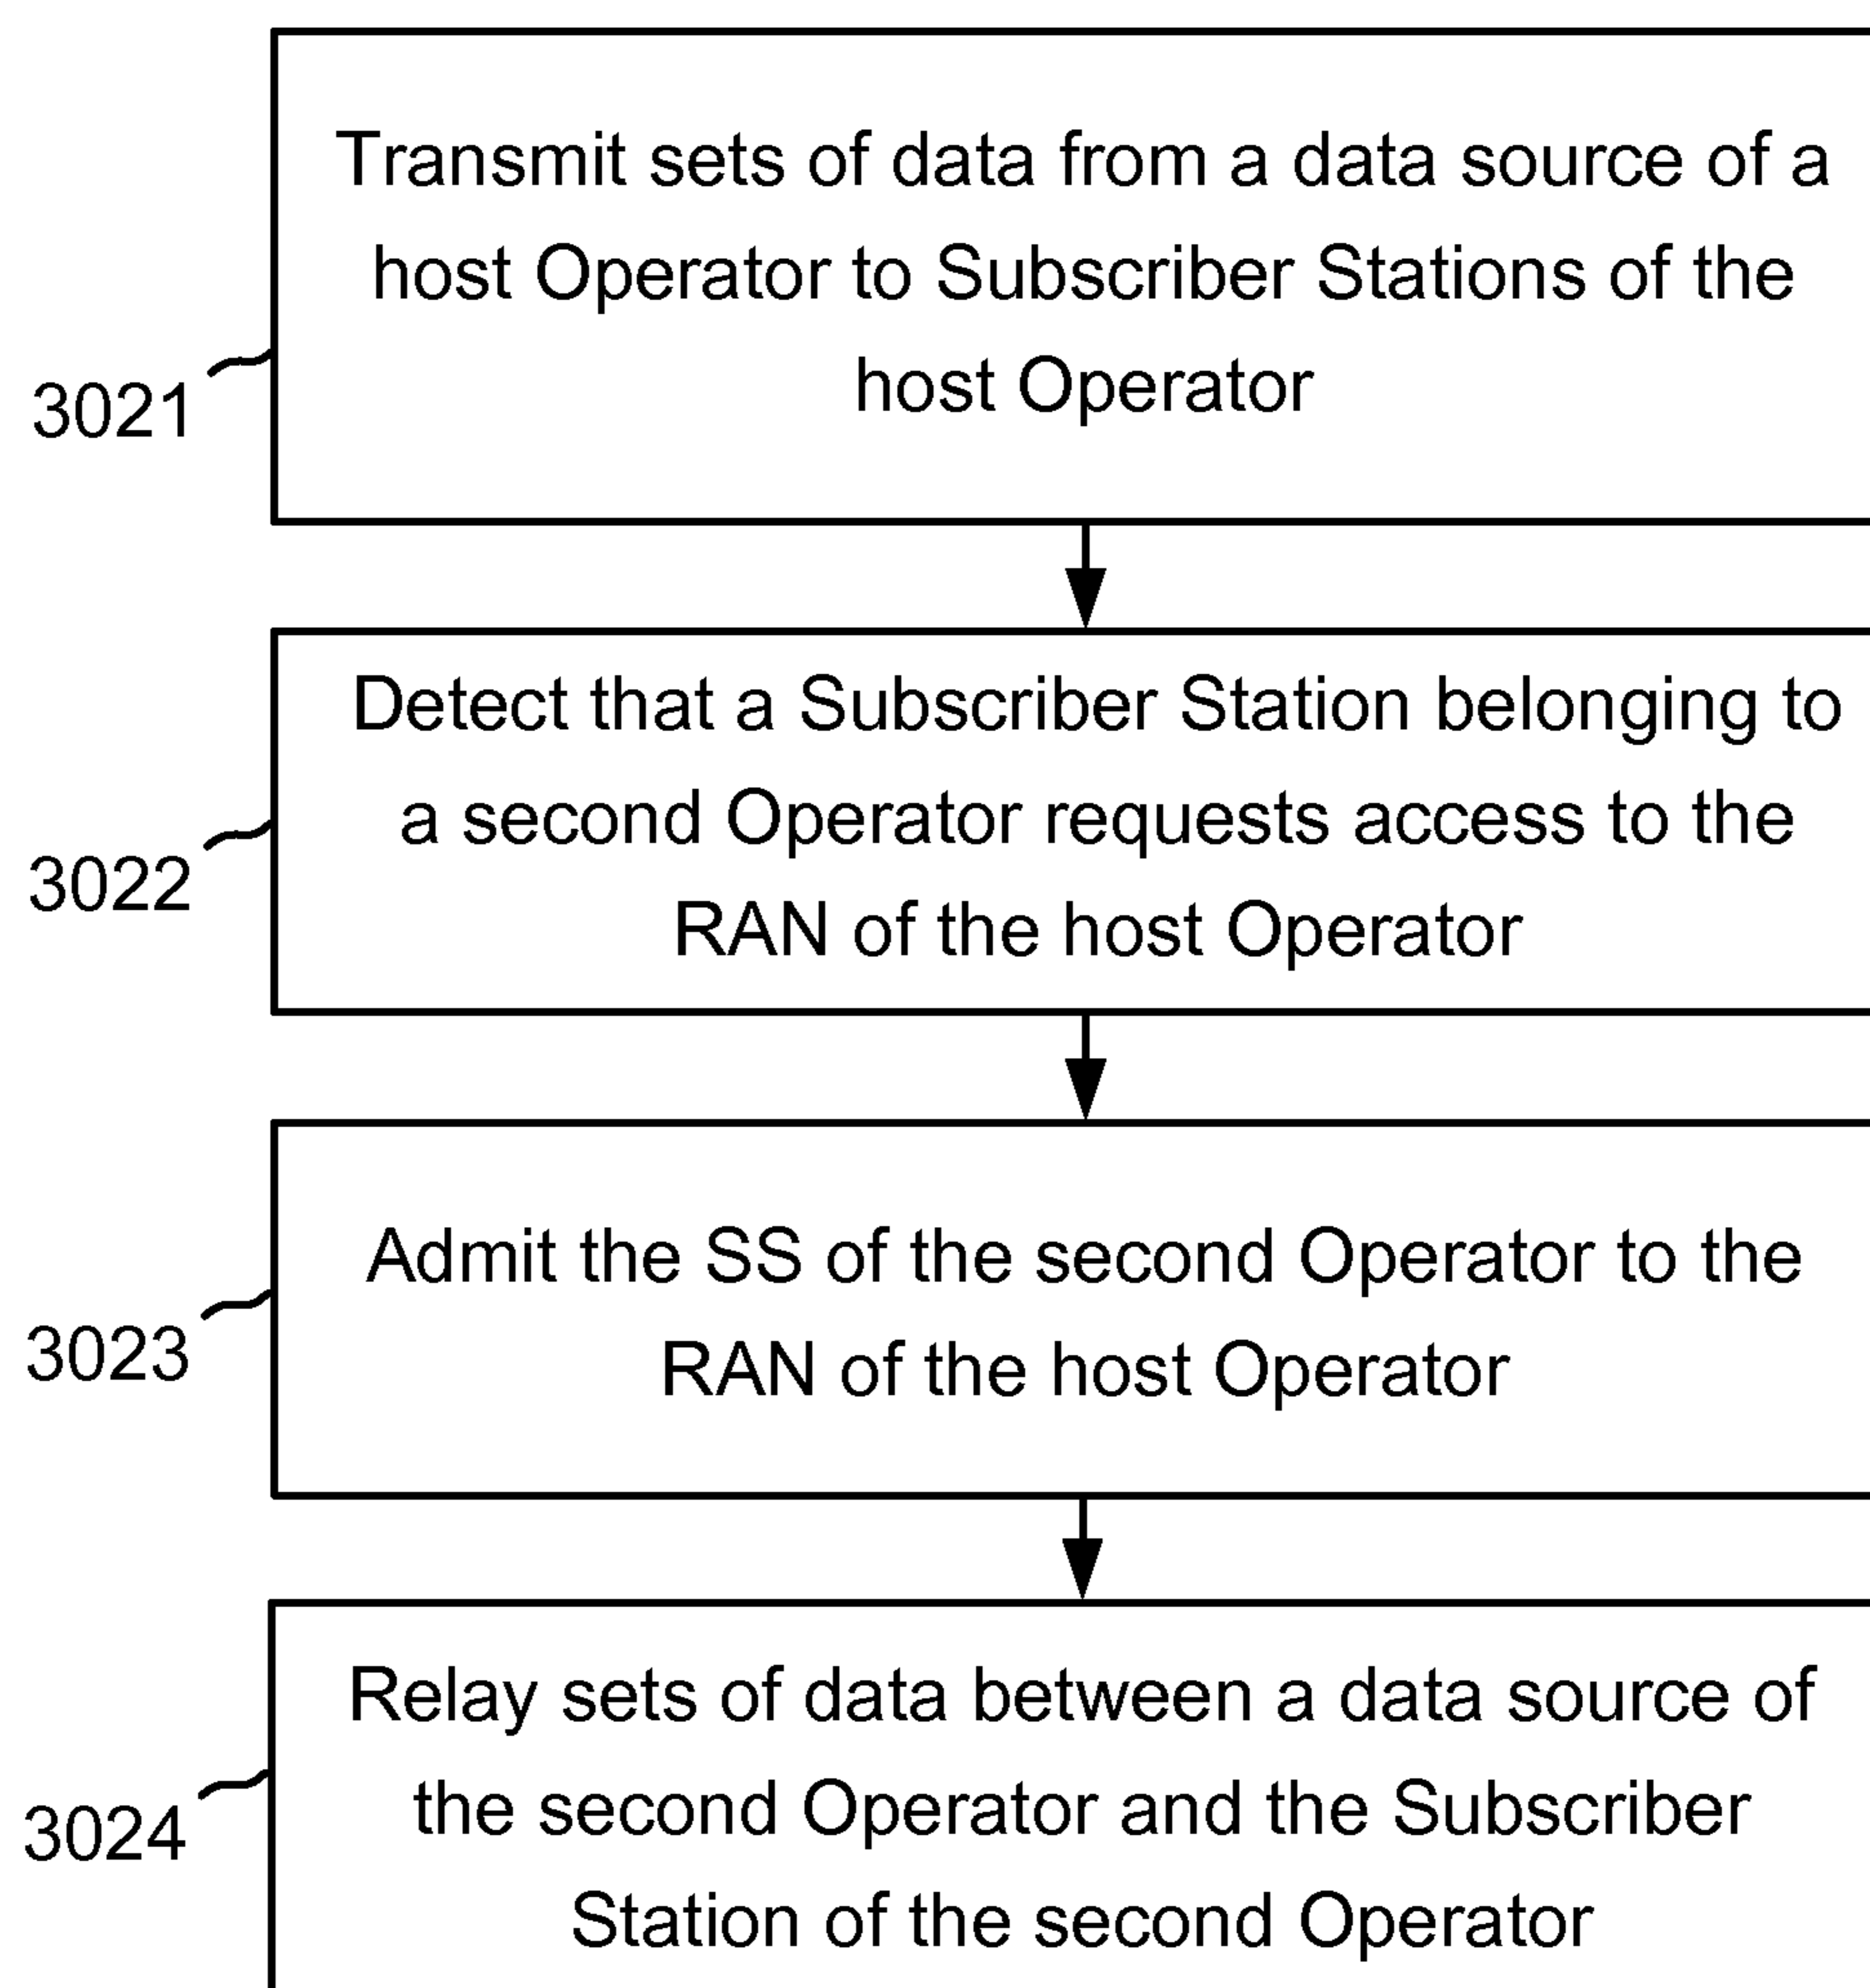 Transmit sets of data from a data source of a
host Operator to Subscriber Stations of the
host Operator
3021
Detect that a Subscriber Station belonging to
a second Operator requests access to the
RAN of the host Operator
3022
Admit the SS of the second Operator to the
RAN of the host Operator
3023
Relay sets of data between a data source of
the second Operator and the Subscriber
Station of the second Operator
3024